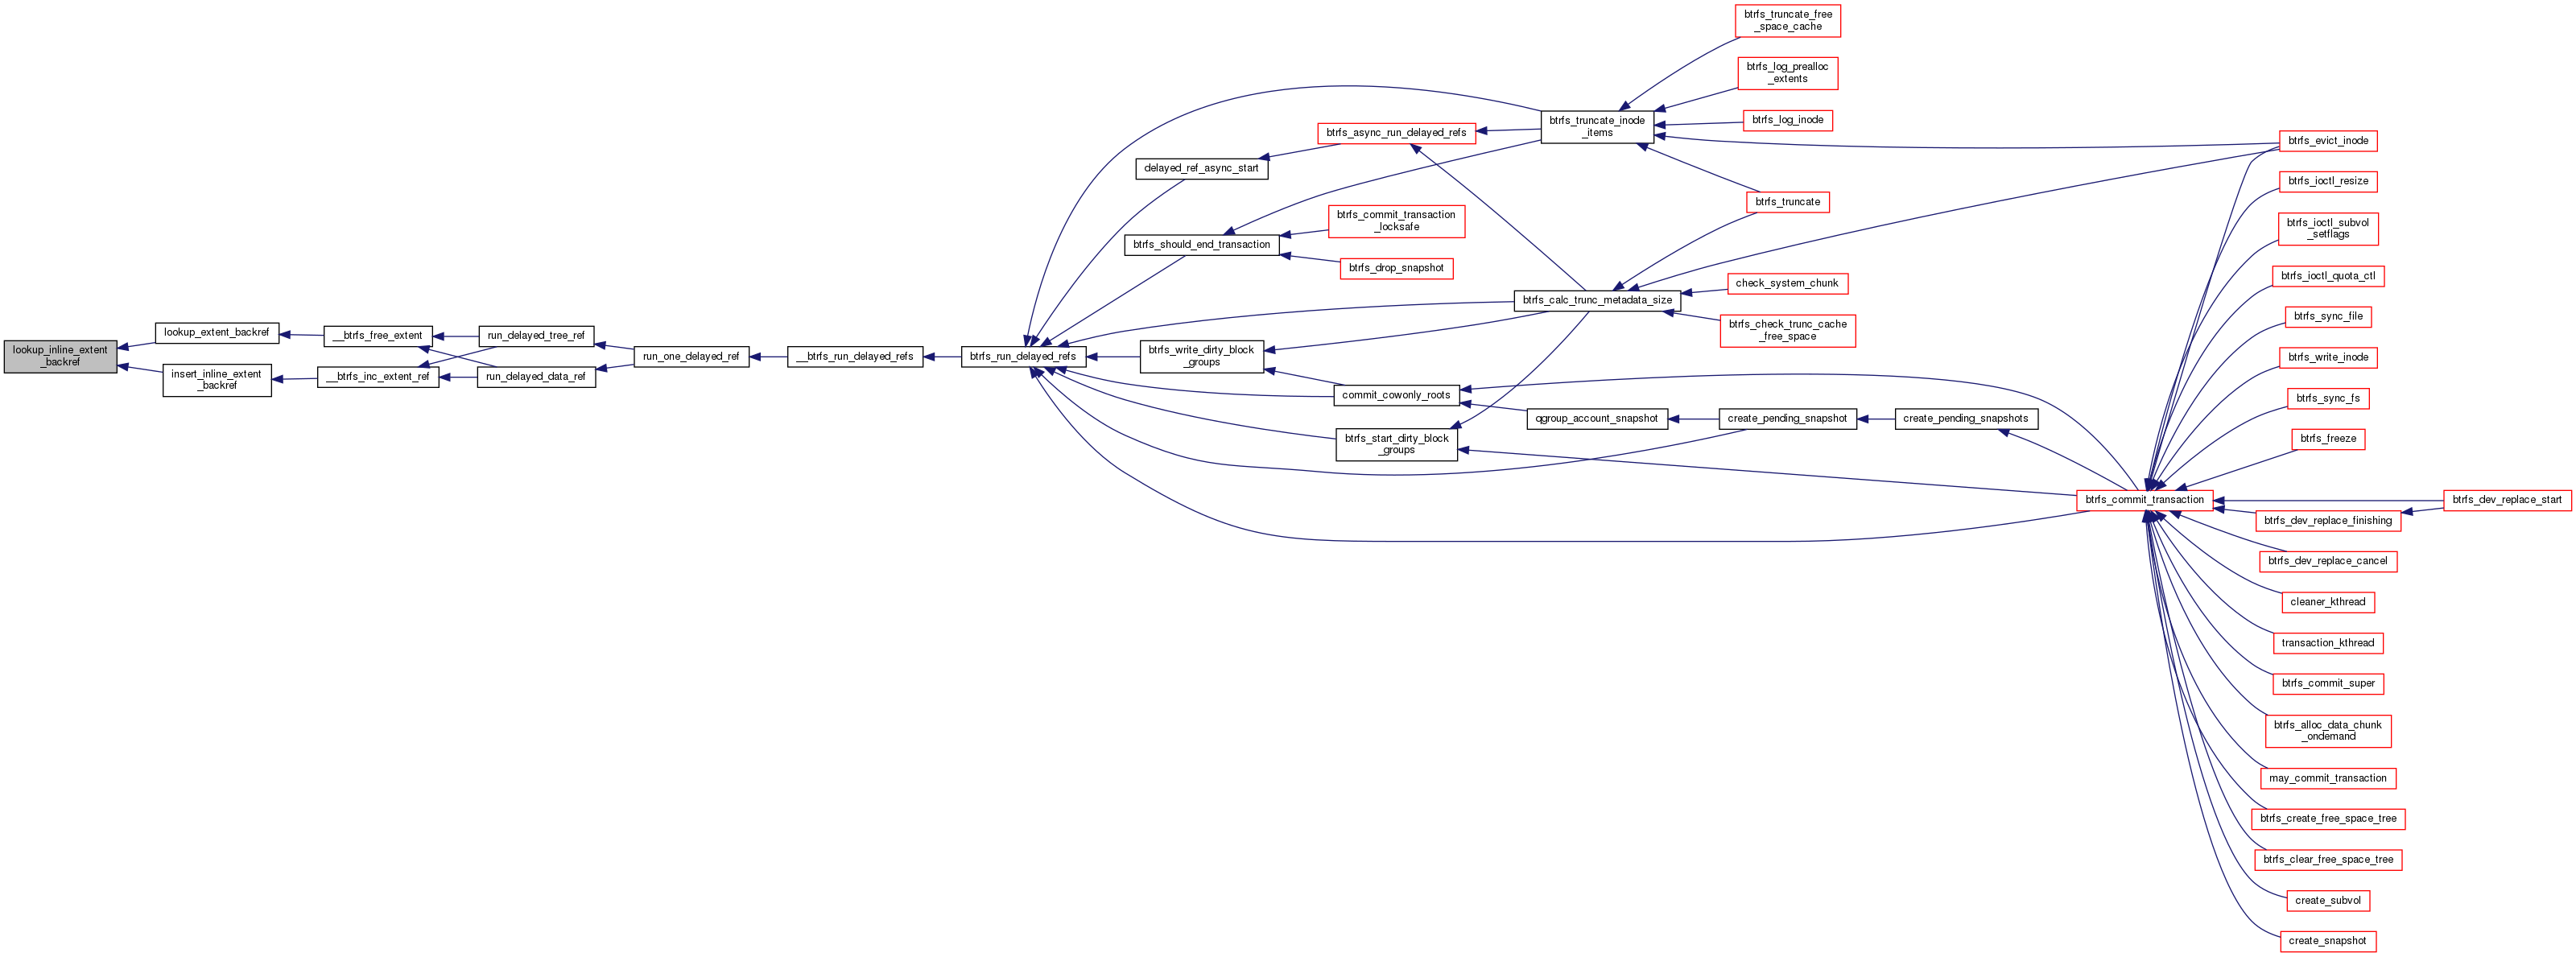 lookup_inline_extent
_backref
lookup_extent_backref
insert_inline_extent
_backref
__btrfs_free_extent
__btrfs_inc_extent_ref
run_delayed_tree_ref
run_delayed_data_ref
run_one_delayed_ref
__btrfs_run_delayed_refs
btrfs_run_delayed_refs
delayed_ref_async_start
btrfs_should_end_transaction
btrfs_write_dirty_block
_groups
btrfs_async_run_delayed_refs
btrfs_commit_transaction
_locksafe
btrfs_drop_snapshot
commit_cowonly_roots
btrfs_start_dirty_block
_groups
btrfs_truncate_inode
_items
btrfs_calc_trunc_metadata_size
qgroup_account_snapshot
btrfs_truncate_free
_space_cache
btrfs_log_prealloc
_extents
btrfs_log_inode
btrfs_truncate
check_system_chunk
btrfs_check_trunc_cache
_free_space
create_pending_snapshot
create_pending_snapshots
btrfs_commit_transaction
btrfs_evict_inode
btrfs_ioctl_resize
btrfs_ioctl_subvol
_setflags
btrfs_ioctl_quota_ctl
btrfs_sync_file
btrfs_write_inode
btrfs_sync_fs
btrfs_freeze
btrfs_dev_replace_start
btrfs_dev_replace_finishing
btrfs_dev_replace_cancel
cleaner_kthread
transaction_kthread
btrfs_commit_super
btrfs_alloc_data_chunk
_ondemand
may_commit_transaction
btrfs_create_free_space_tree
btrfs_clear_free_space_tree
create_subvol
create_snapshot